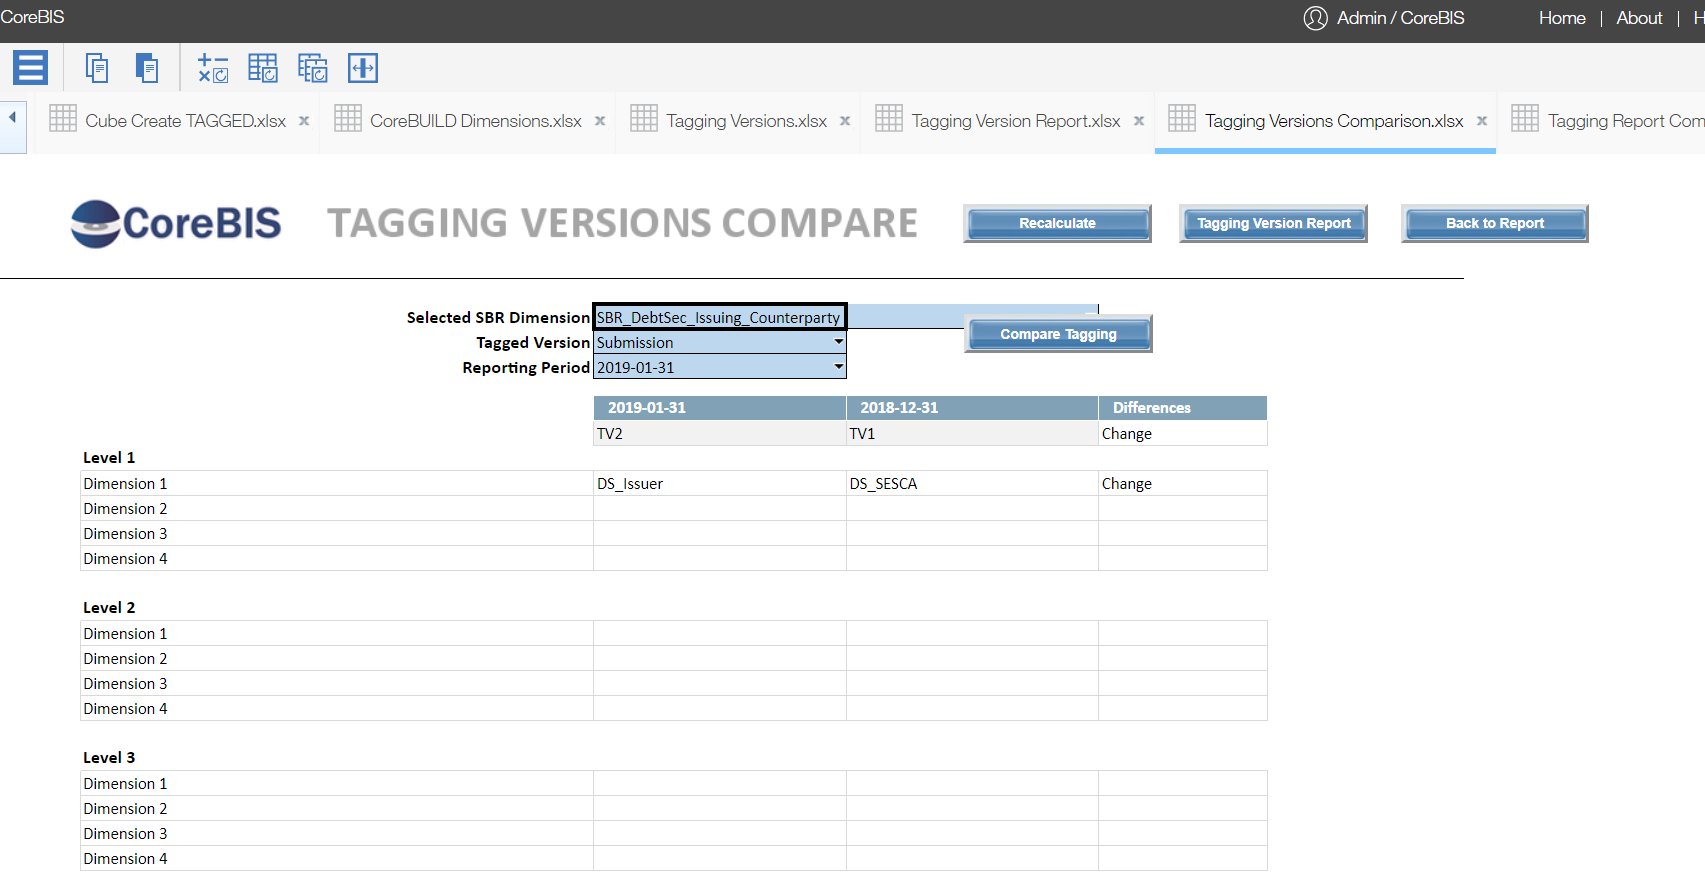 CoreBIS
Admin / CoreBIS
Home | About | H
Cube Create TAGGED.xlsx x
CoreBUILD Dimensions.xlsx x
Tagging Versions.xlsx x
Tagging Version Report.xlsx x
Tagging Versions Comparison.xlsx x
Tagging Report Com
CoreBIS
TAGGING VERSIONS COMPARE
Recalculate
Tagging Version Report
Back to Report
Selected SBR Dimension SBR_DebtSec_Issuing_Counterparty
Tagged Version Submission
Compare Tagging
Reporting Period 2019-01-31
2019-01-31 2018-12-31 Differences
TV2 TV1 Change
Level 1
Dimension 1 DS_Issuer DS_SESCA Change
Dimension 2
Dimension 3
Dimension 4
Level 2
Dimension 1
Dimension 2
Dimension 3
Dimension 4
Level 3
Dimension 1
Dimension 2
Dimension 3
Dimension 4